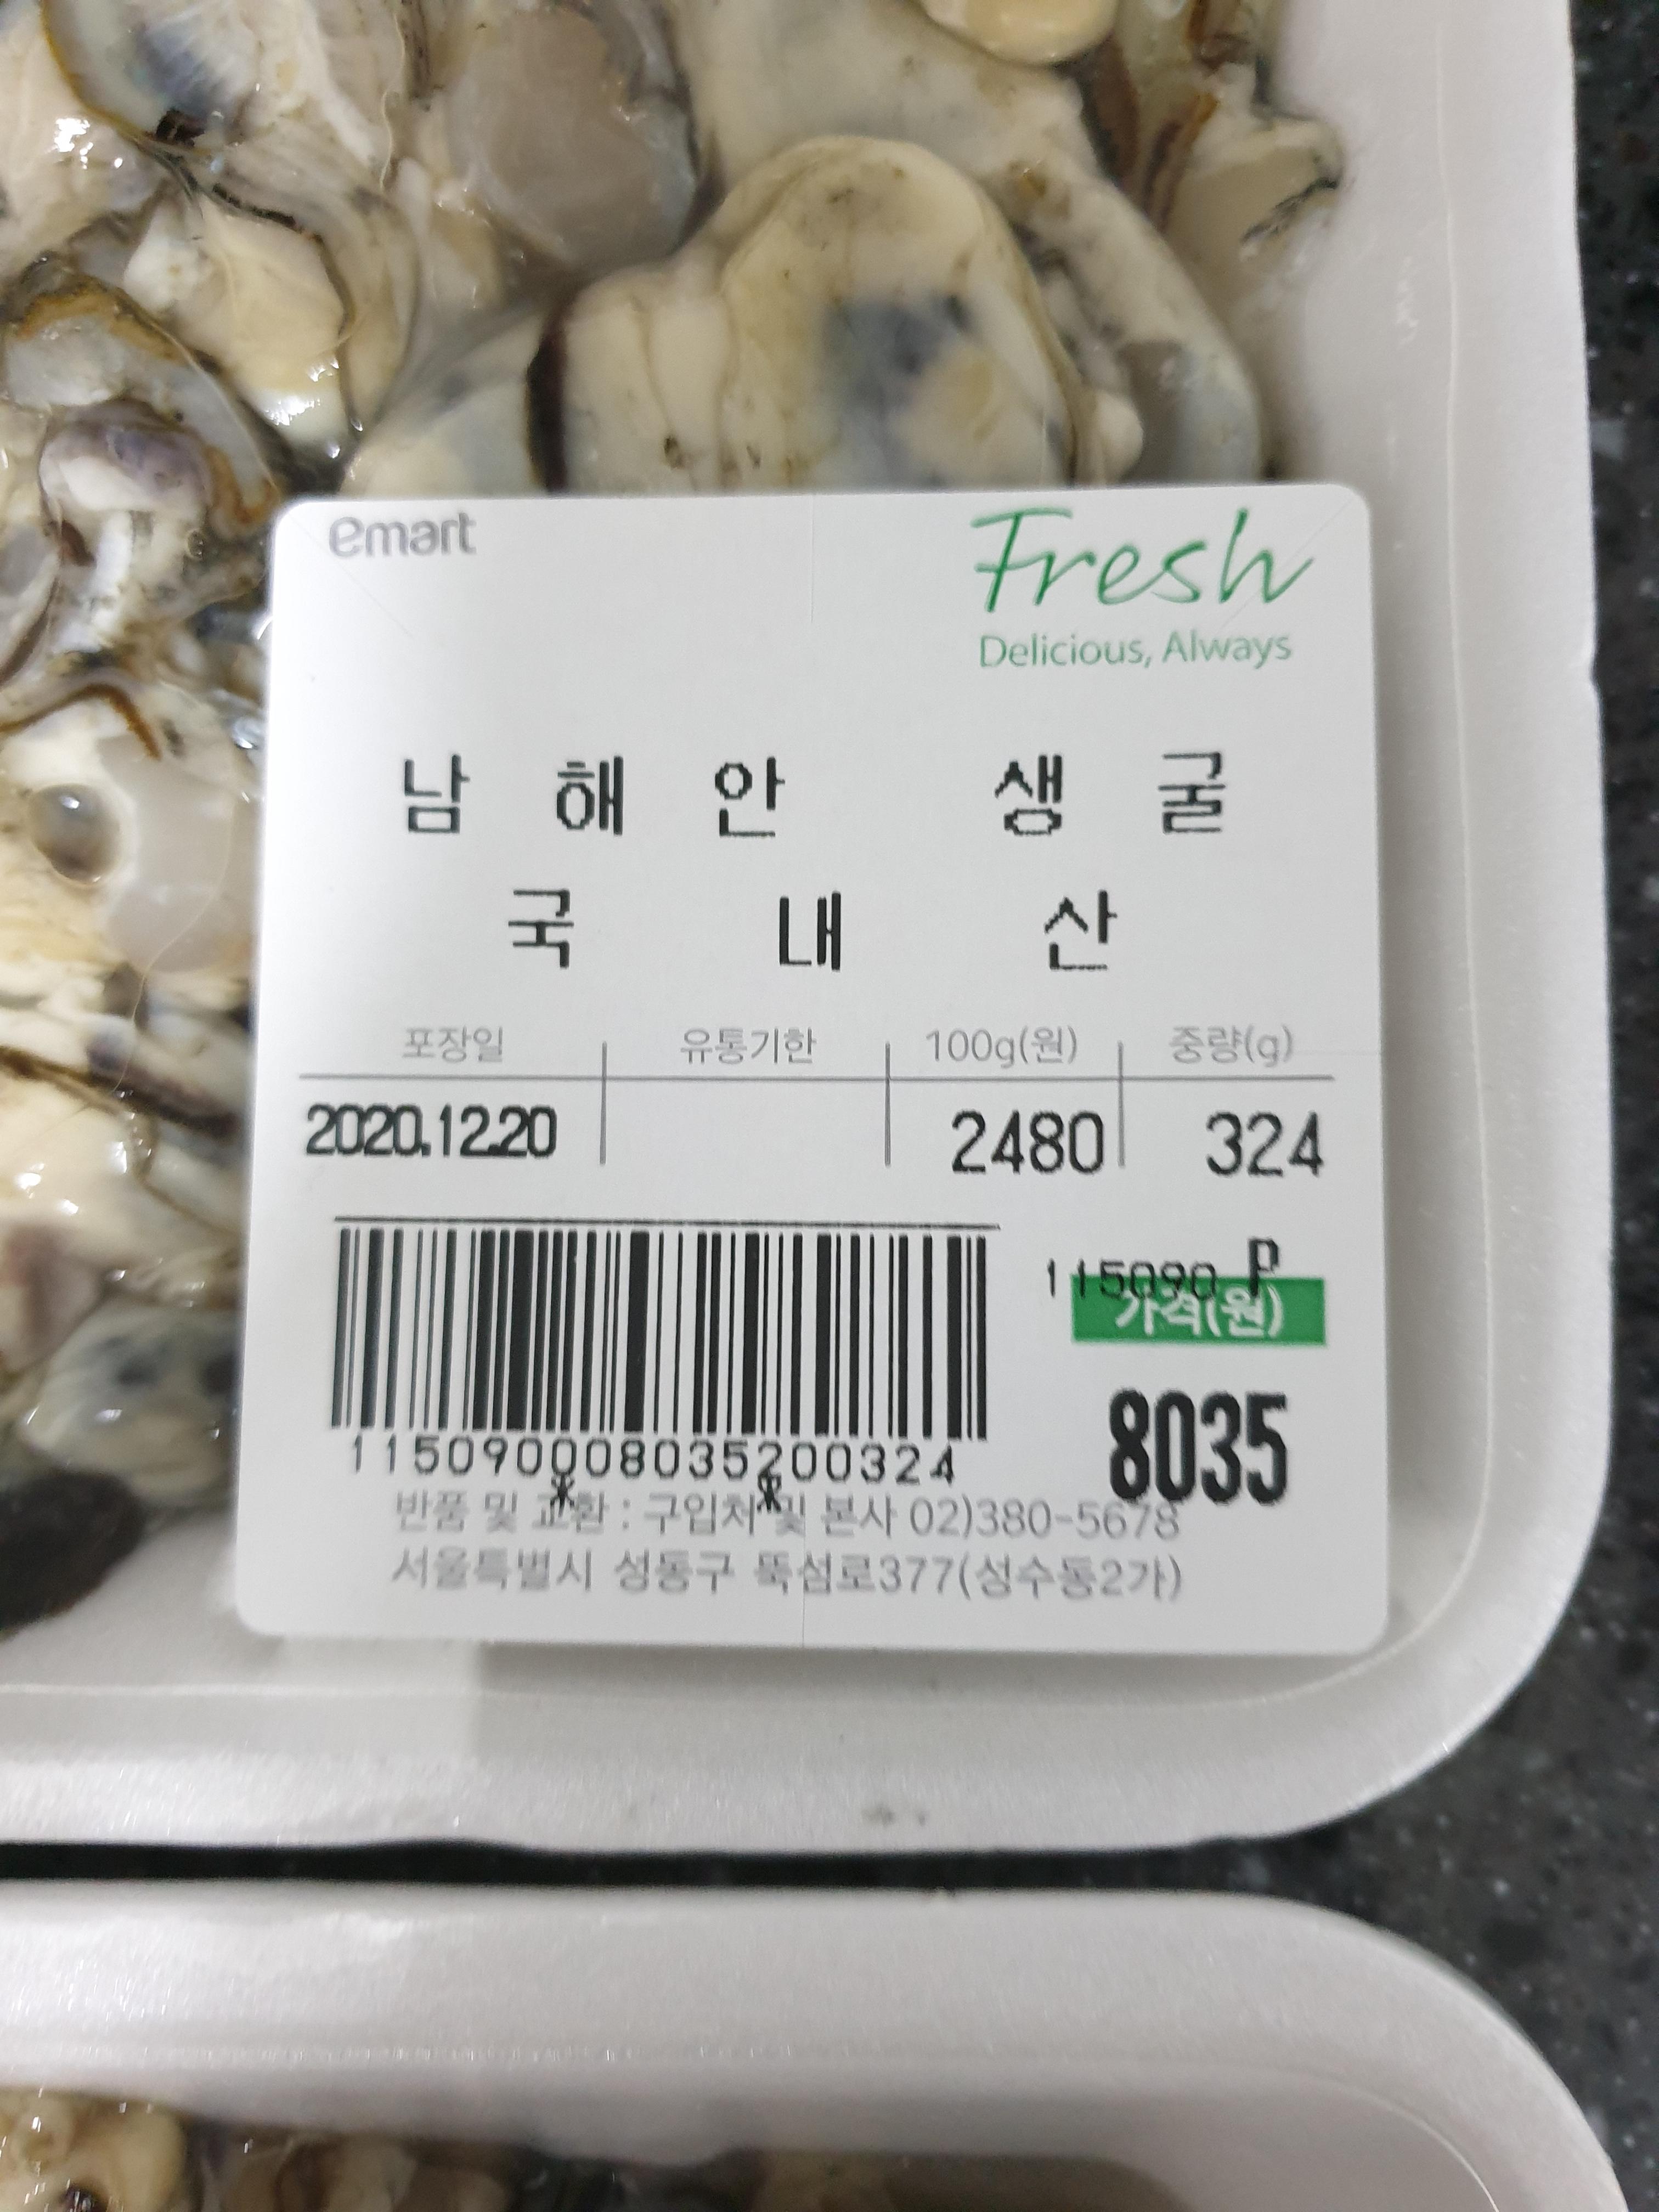 emart
Fresh
Delicious, Always
남해안 생굴
국내산
포장일 유통기한 100g(원) 중량(g)
2020.12.20 2480 324
115090 P
가격(원)
8035
115090008035200324
반품 및 교환 : 구입처 및 본사 02)380-5678
서울특별시 성동구 뚝섬로377(성수동2가)